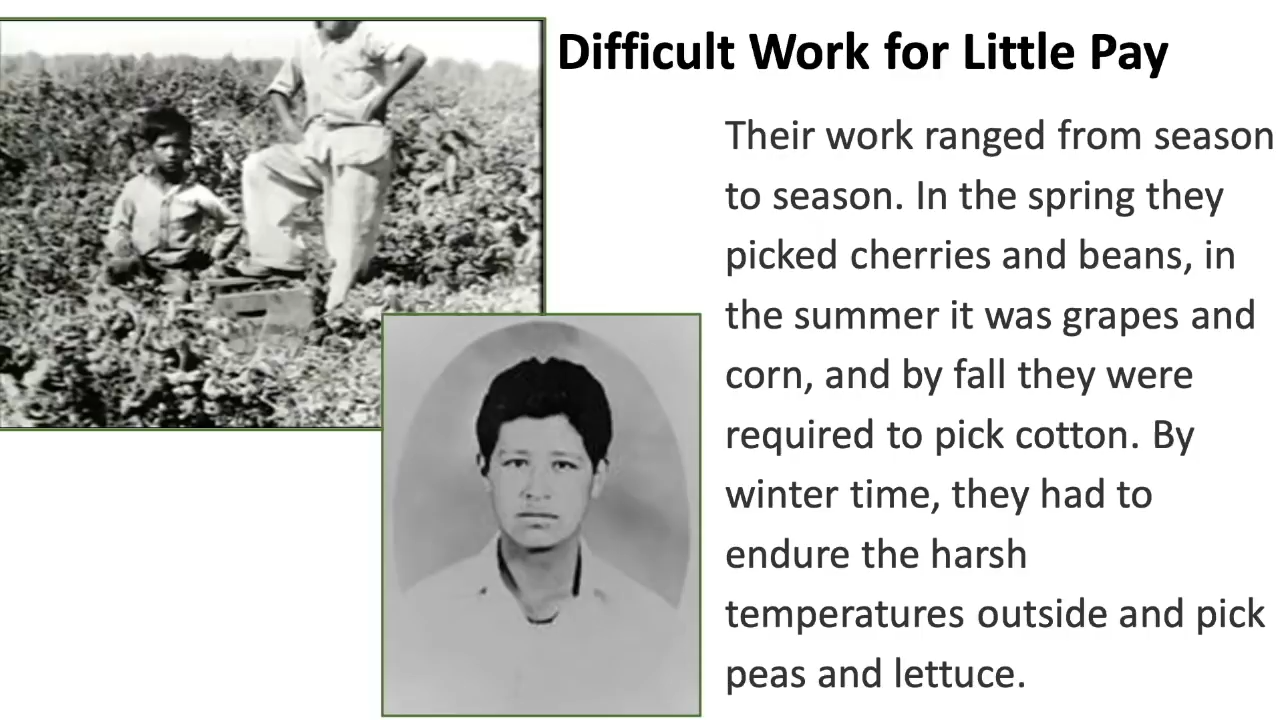 Difficult Work for Little Pay
Their work ranged from season
to season. In the spring they
picked cherries and beans, in
the summer it was grapes and
corn, and by fall they were
required to pick cotton. By
winter time, they had to
endure the harsh
temperatures outside and pick
peas and lettuce.